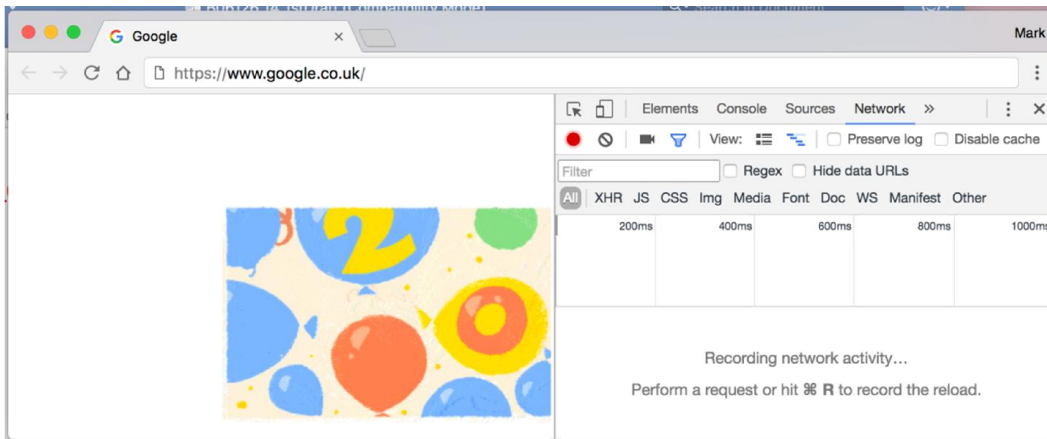 Google
Mark
https://www.google.co.uk/
Elements Console Sources Network »
View: Preserve log Disable cache
Filter Regex Hide data URLs
All XHR JS CSS Img Media Font Doc WS Manifest Other
200ms 400ms 600ms 800ms 1000ms
2
Recording network activity…
Perform a request or hit ⌘ R to record the reload.